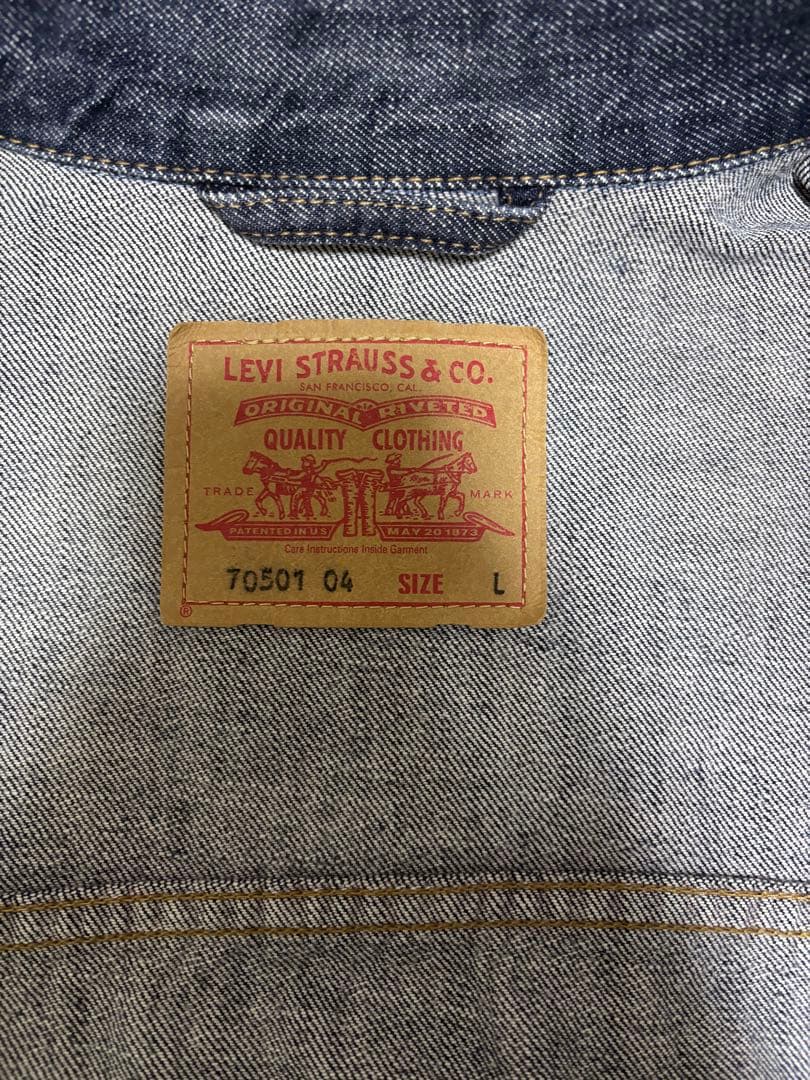 LEVI STRAUSS & CO.
SAN FRANCISCO, CAL.
ORIGINAL RIVETED
QUALITY CLOTHING
TRADE MARK
PATENTED IN U.S. MAY 20 1873
Care Instructions Inside Garment
70501 04 SIZE L
®